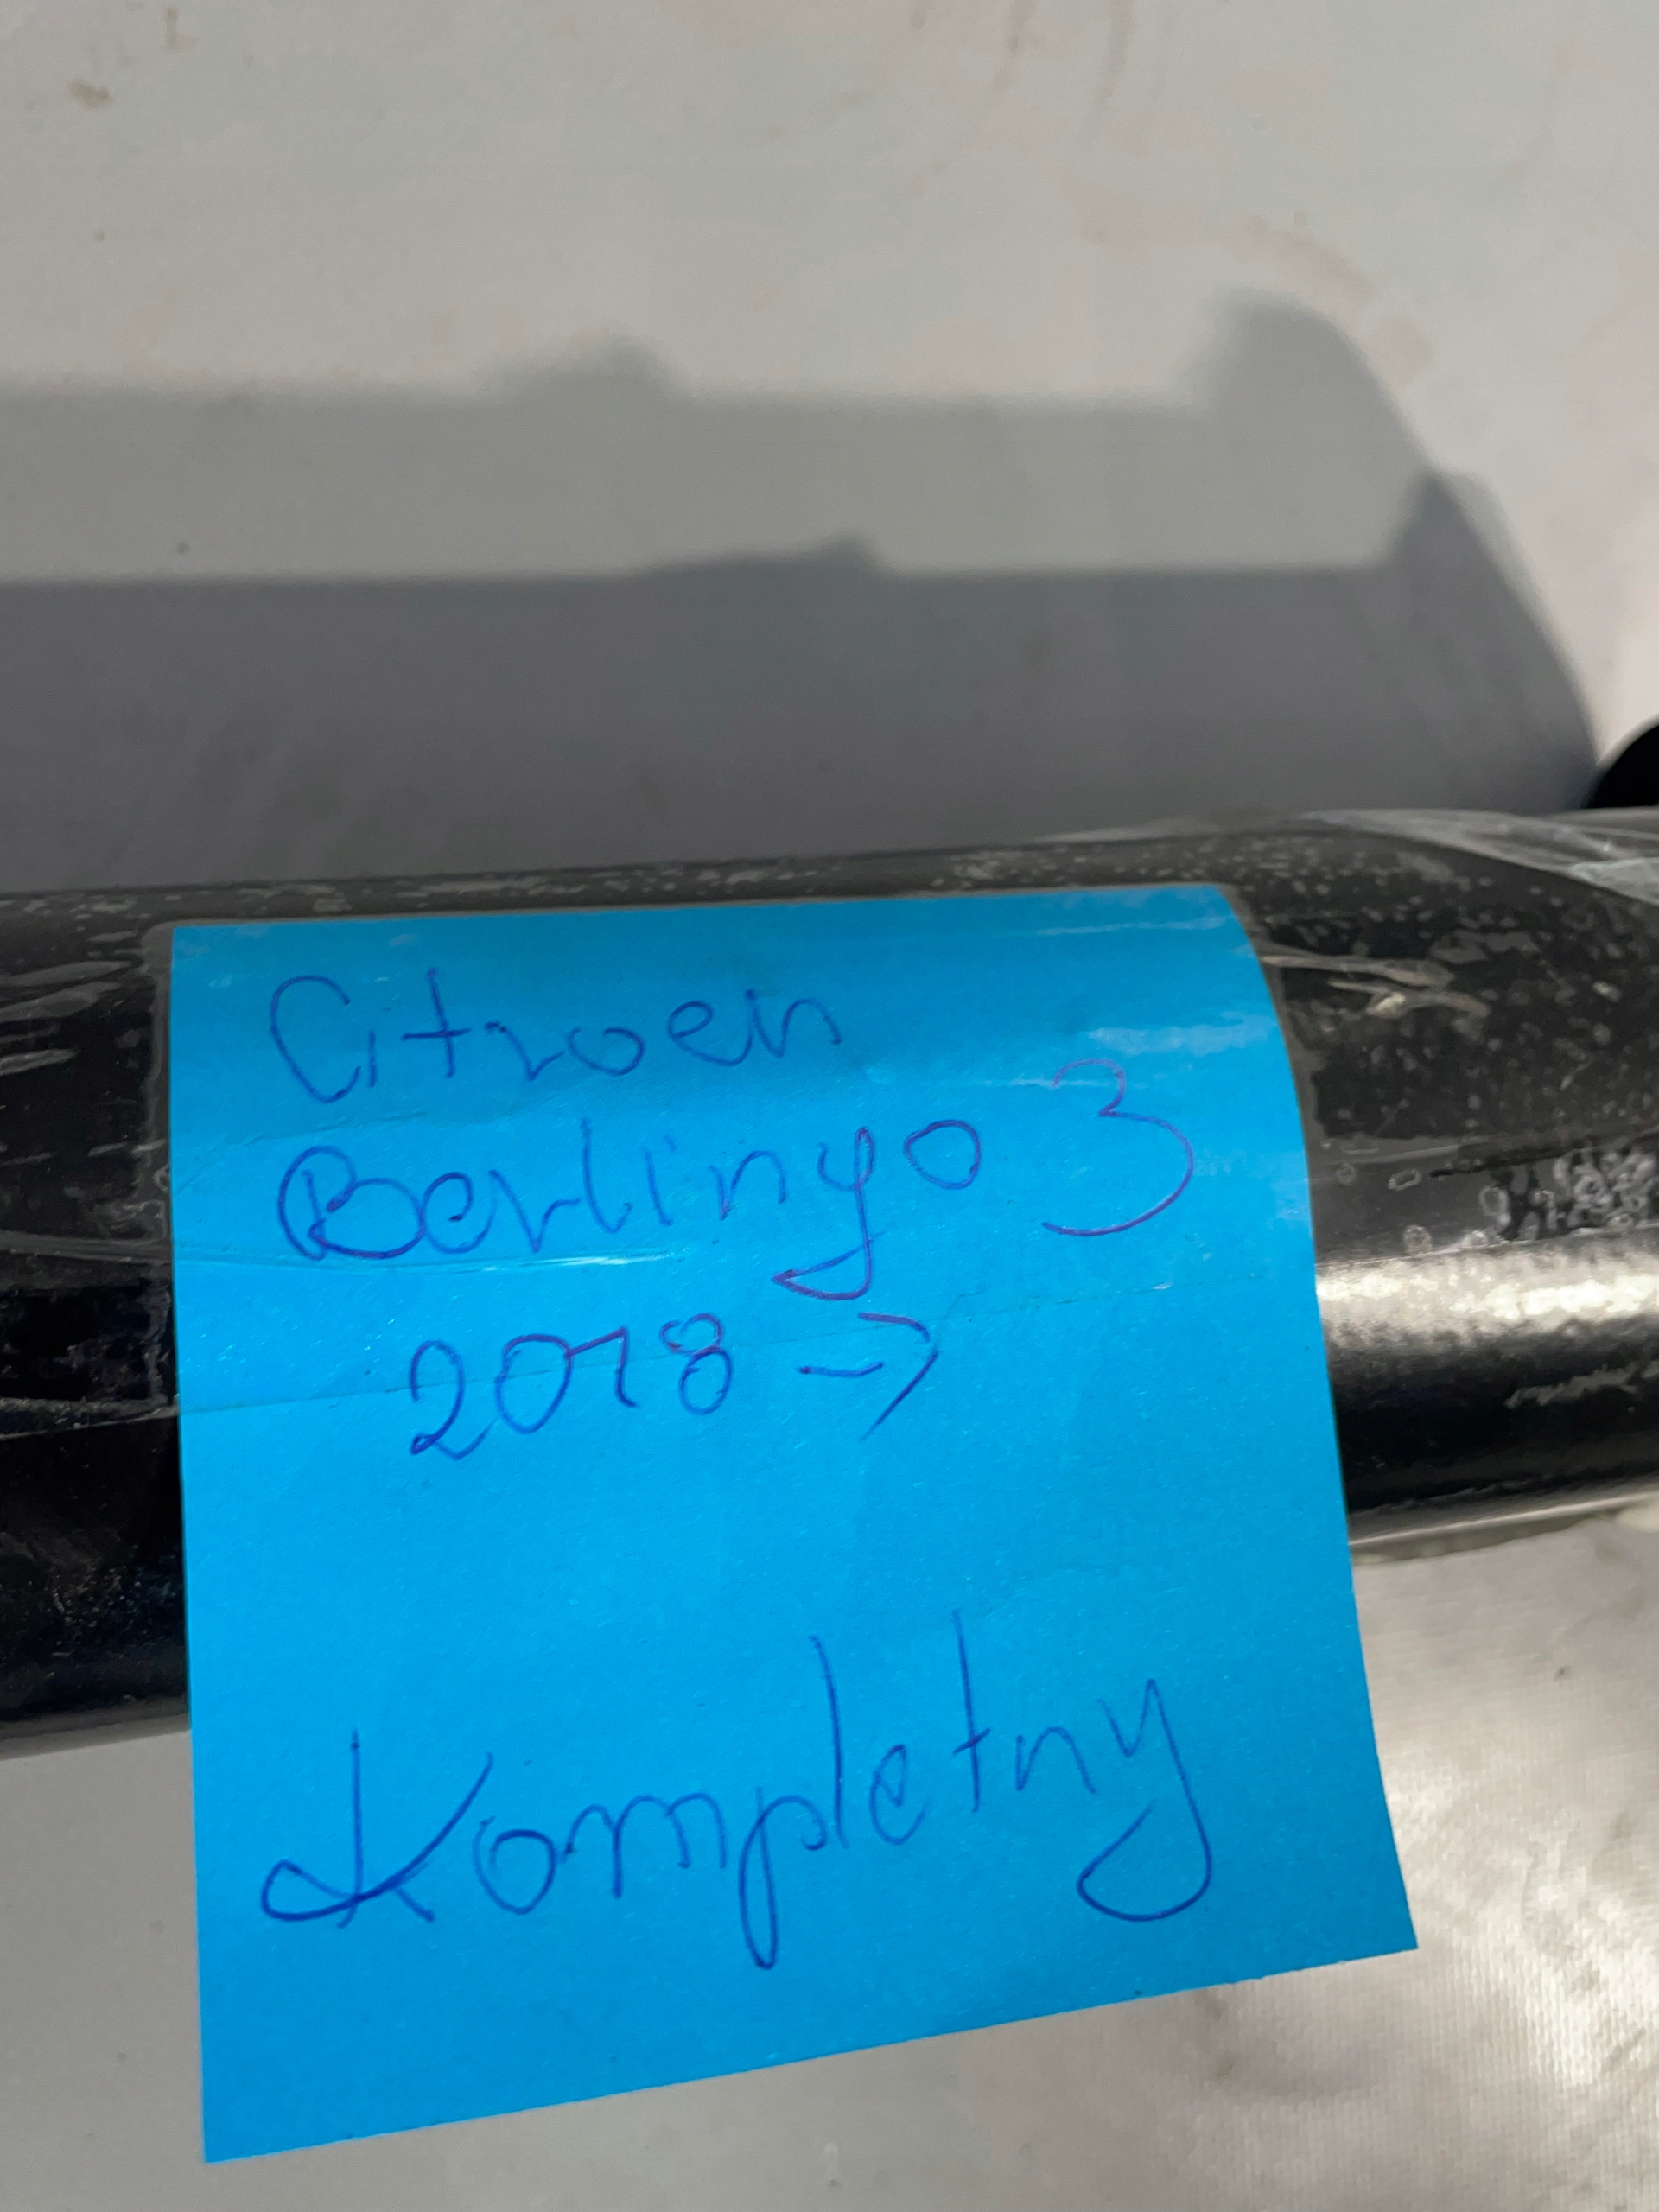 Citroen
Berlingo 3
2018 →
Kompletny